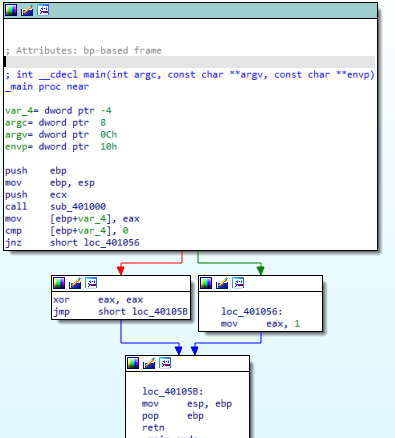 ; Attributes: bp-based frame
; int __cdecl main(int argc, const char **argv, const char **envp)
_main proc near
var_4= dword ptr -4
argc= dword ptr  8
argv= dword ptr  0Ch
envp= dword ptr  10h
push    ebp
mov     ebp, esp
push    ecx
call    sub_401000
mov     [ebp+var_4], eax
cmp     [ebp+var_4], 0
jnz     short loc_401056
xor     eax, eax
jmp     short loc_40105B
loc_401056:
mov     eax, 1
loc_40105B:
mov     esp, ebp
pop     ebp
retn